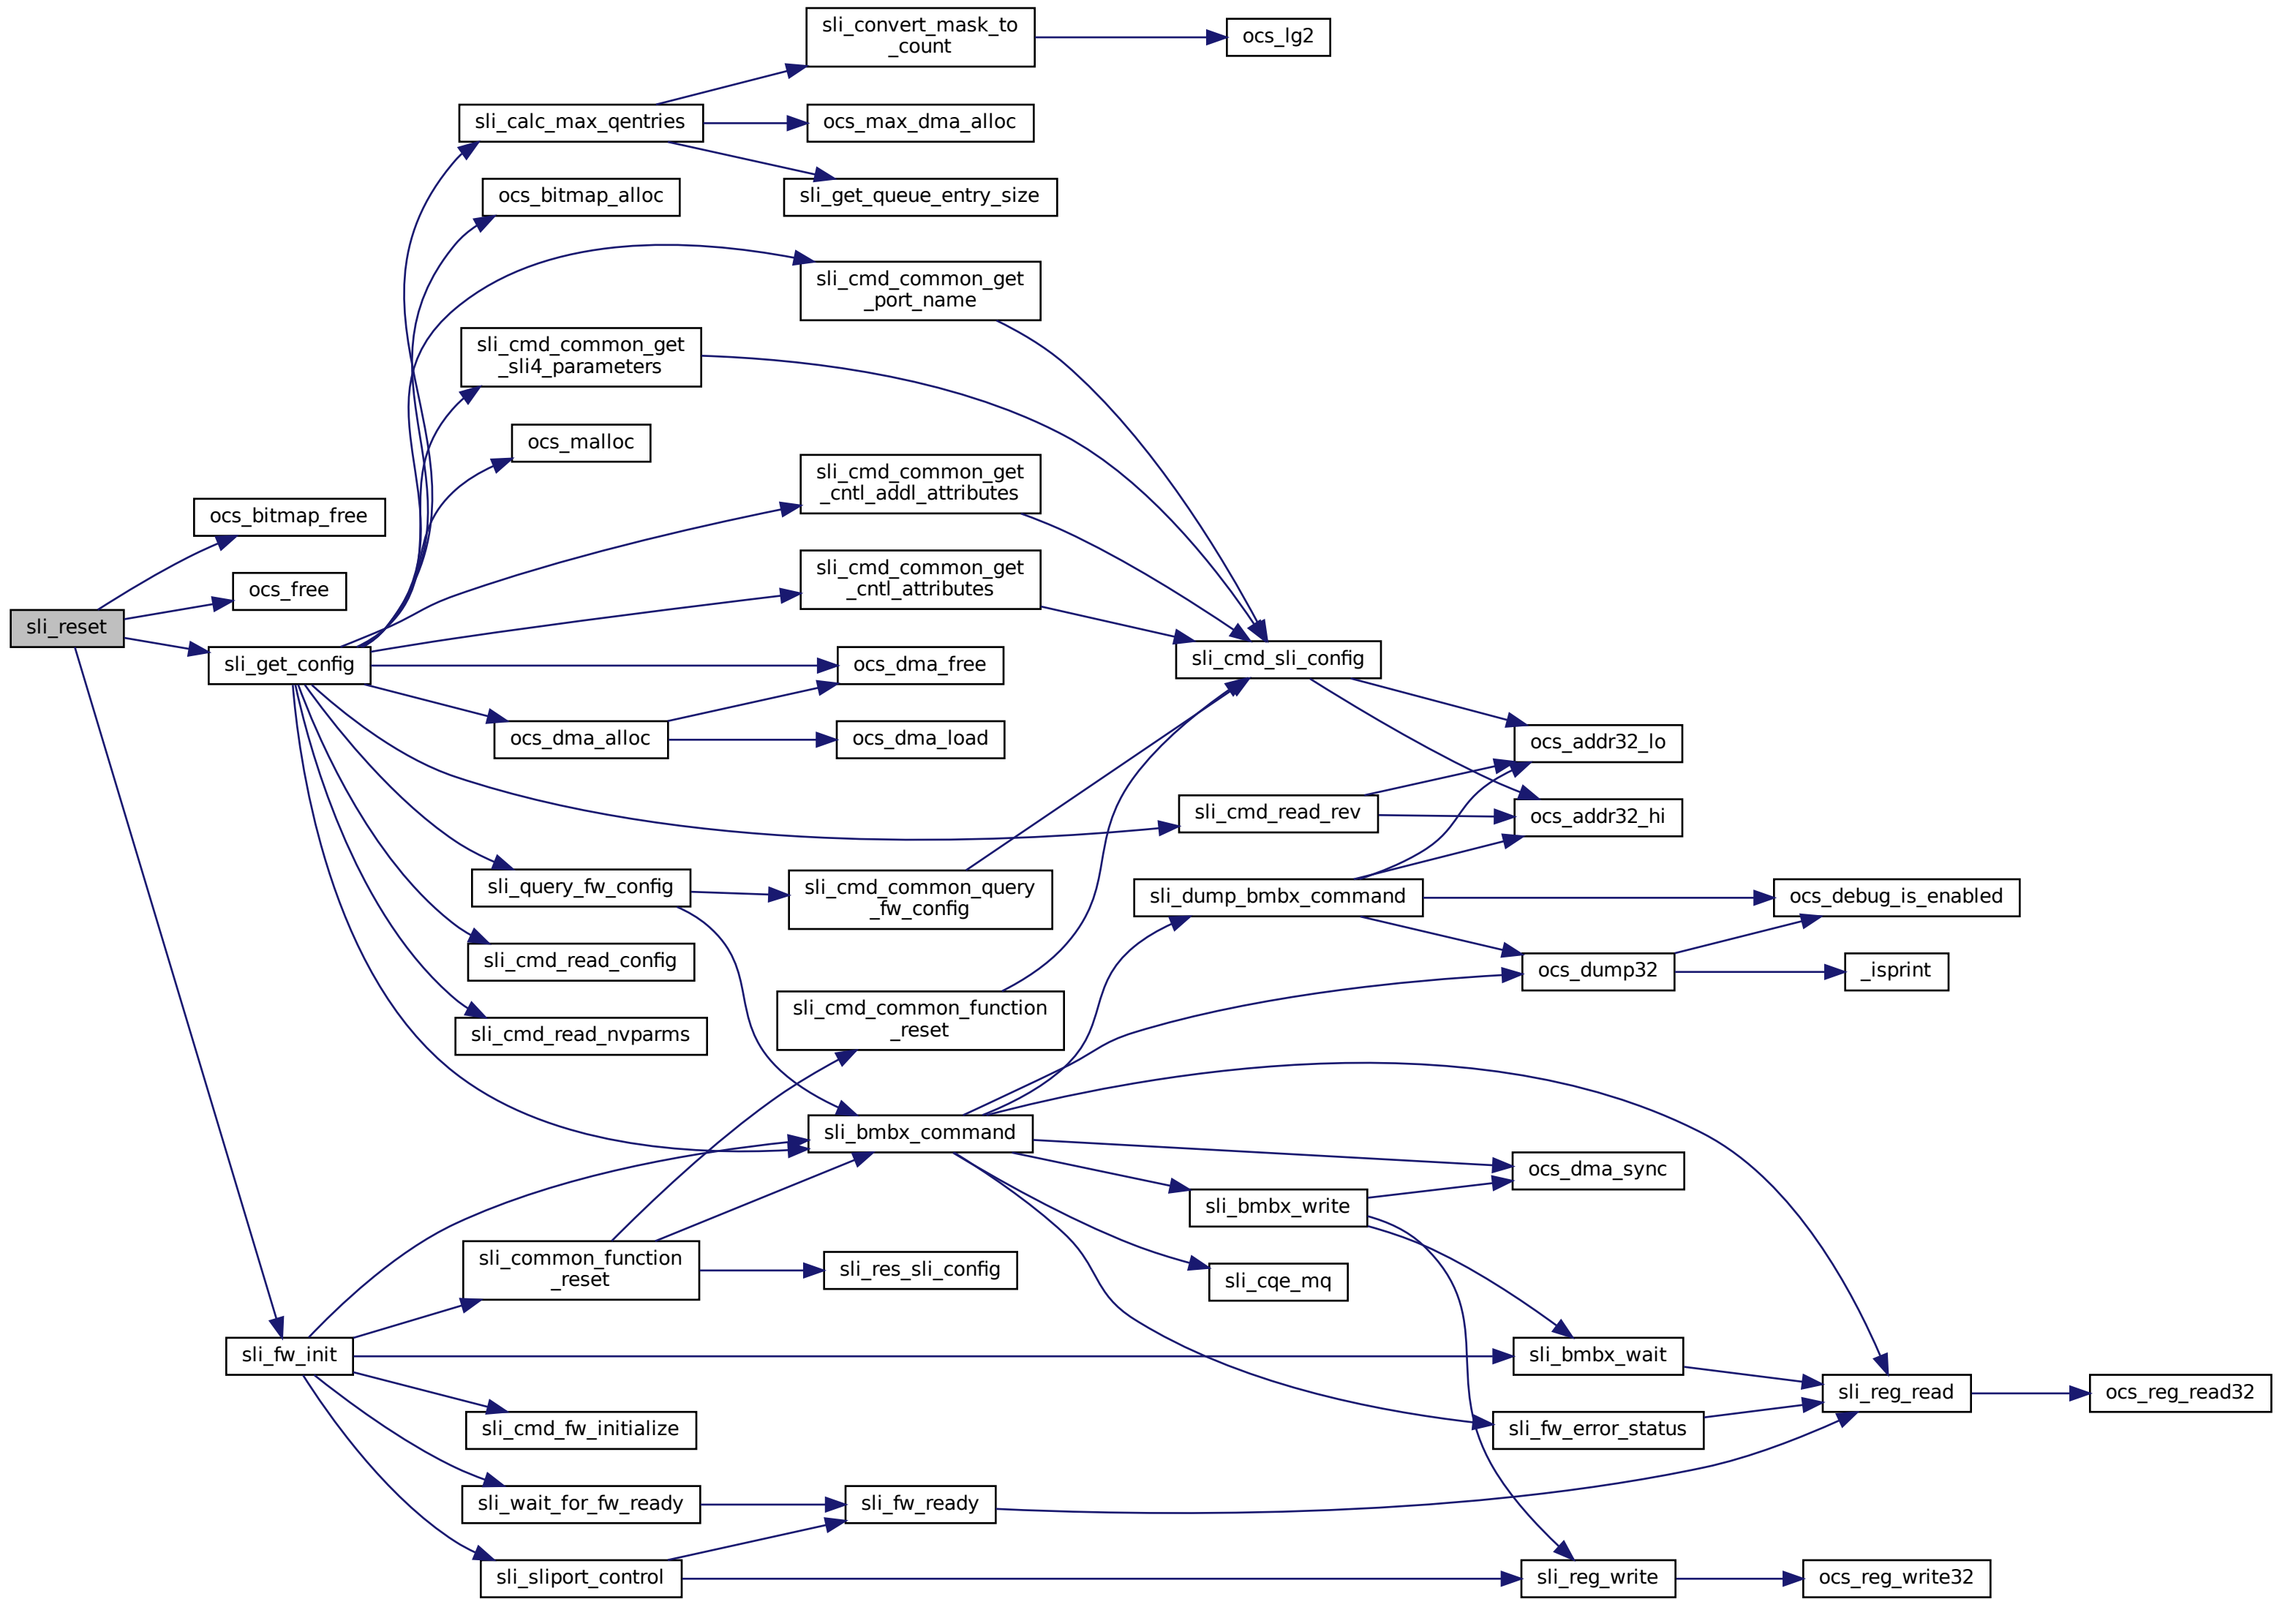 sli_convert_mask_to
_count
ocs_lg2
sli_calc_max_qentries
ocs_max_dma_alloc
ocs_bitmap_alloc
sli_get_queue_entry_size
sli_cmd_common_get
_port_name
sli_cmd_common_get
_sli4_parameters
ocs_malloc
sli_cmd_common_get
_cntl_addl_attributes
ocs_bitmap_free
ocs_free
sli_cmd_common_get
_cntl_attributes
sli_reset
sli_get_config
ocs_dma_free
sli_cmd_sli_config
ocs_dma_alloc
ocs_dma_load
ocs_addr32_lo
sli_cmd_read_rev
ocs_addr32_hi
sli_query_fw_config
sli_cmd_common_query
_fw_config
sli_dump_bmbx_command
ocs_debug_is_enabled
sli_cmd_read_config
ocs_dump32
_isprint
sli_cmd_read_nvparms
sli_cmd_common_function
_reset
sli_bmbx_command
ocs_dma_sync
sli_bmbx_write
sli_common_function
_reset
sli_res_sli_config
sli_cqe_mq
sli_fw_init
sli_bmbx_wait
sli_reg_read
ocs_reg_read32
sli_cmd_fw_initialize
sli_fw_error_status
sli_wait_for_fw_ready
sli_fw_ready
sli_sliport_control
sli_reg_write
ocs_reg_write32